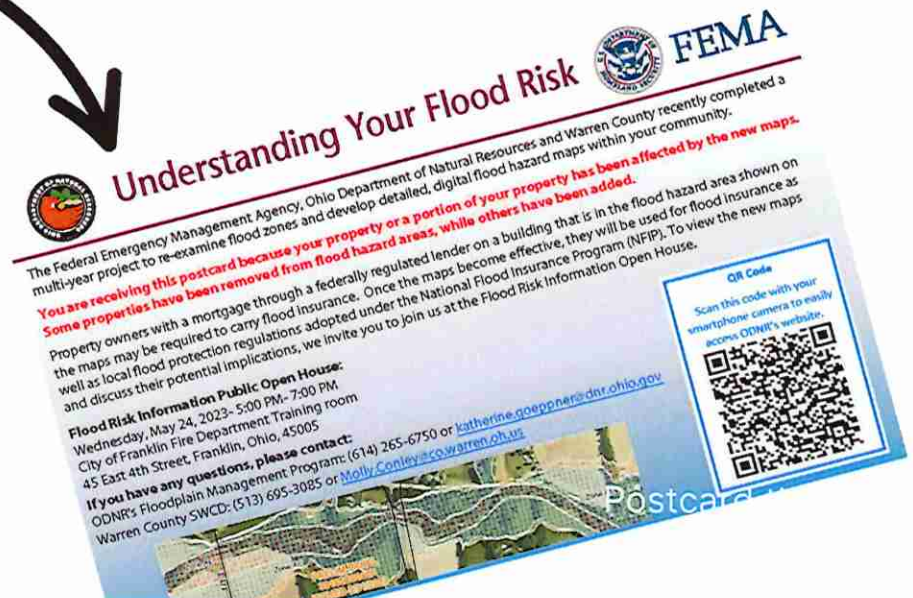 Understanding Your Flood Risk
FEMA
The Federal Emergency Management Agency, Ohio Department of Natural Resources and Warren County recently completed a
multi-year project to re-examine flood zones and develop detailed, digital flood hazard maps within your community.
You are receiving this postcard because your property or a portion of your property has been affected by the new maps.
Some properties have been removed from flood hazard areas, while others have been added.
Property owners with a mortgage through a federally regulated lender on a building that is in the flood hazard area shown on
the maps may be required to carry flood insurance. Once the maps become effective, they will be used for flood insurance as
well as local flood protection regulations adopted under the National Flood Insurance Program (NFIP). To view the new maps
and discuss their potential implications, we invite you to join us at the Flood Risk Information Open House.
Flood Risk Information Public Open House:
Wednesday, May 24, 2023- 5:00 PM- 7:00 PM
City of Franklin Fire Department Training room
45 East 4th Street, Franklin, Ohio, 45005
If you have any questions, please contact:
ODNR's Floodplain Management Program: (614) 265-6750 or katherine.goeppner@dnr.ohio.gov
Warren County SWCD: (513) 695-3085 or Molly.Conley@co.warren.oh.us
QR Code
Scan this code with your
smartphone camera to easily
access ODNR's website.
Postcard